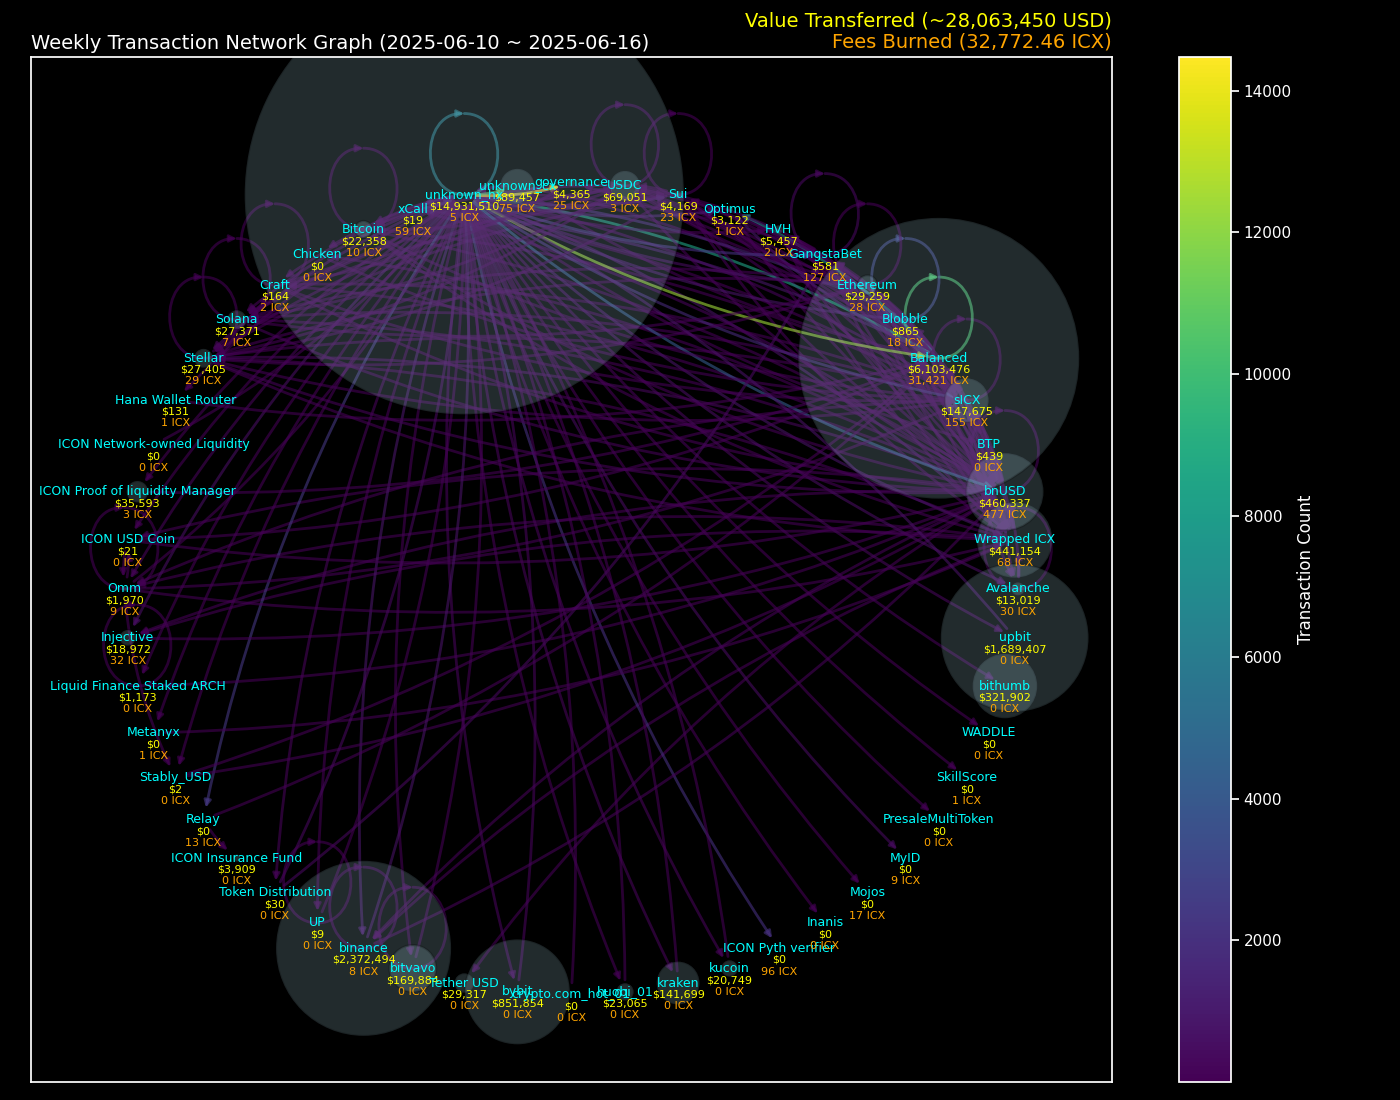 Value Transferred (~28,063,450 USD)
Weekly Transaction Network Graph (2025-06-10 ~ 2025-06-16)
Fees Burned (32,772.46 ICX)
governance
$4,365
25 ICX
USDC
$69,051
3 ICX
Sui
$4,169
23 ICX
$89,457
75 ICX
$14,931,510
5 ICX
xCall
$19
59 ICX
Optimus
$3,122
1 ICX
Bitcoin
$22,358
10 ICX
HVH
$5,457
2 ICX
Chicken
$0
0 ICX
GangstaBet
$581
127 ICX
Craft
$164
2 ICX
Ethereum
$29,259
28 ICX
Solana
$27,371
7 ICX
Blobble
$865
18 ICX
Stellar
$27,405
29 ICX
Balanced
$6,103,476
31,421 ICX
Hana Wallet Router
$131
1 ICX
sICX
$147,675
155 ICX
ICON Network-owned Liquidity
$0
0 ICX
BTP
$439
0 ICX
ICON Proof of liquidity Manager
$35,593
3 ICX
bnUSD
$460,337
477 ICX
ICON USD Coin
$21
0 ICX
Wrapped ICX
$441,154
68 ICX
Omm
$1,970
9 ICX
Avalanche
$13,019
30 ICX
Injective
$18,972
32 ICX
upbit
$1,689,407
0 ICX
Liquid Finance Staked ARCH
$1,173
0 ICX
bithumb
$321,902
0 ICX
Metanyx
$0
1 ICX
WADDLE
$0
0 ICX
Stably_USD
$2
0 ICX
SkillScore
$0
1 ICX
Relay
$0
13 ICX
PresaleMultiToken
$0
0 ICX
ICON Insurance Fund
$3,909
0 ICX
MyID
$0
9 ICX
Token Distribution
$30
0 ICX
Mojos
$0
17 ICX
UP
$9
0 ICX
Inanis
$0
0 ICX
binance
$2,372,494
8 ICX
ICON Pyth verifier
$0
96 ICX
bitvavo
$169,884
0 ICX
kucoin
$20,749
0 ICX
Tether USD
$29,317
0 ICX
kraken
$141,699
0 ICX
bybit
$851,854
0 ICX
crypto.com_hot_01
$0
0 ICX
huobi_01
$23,065
0 ICX
14000
12000
10000
8000
6000
4000
2000
Transaction Count